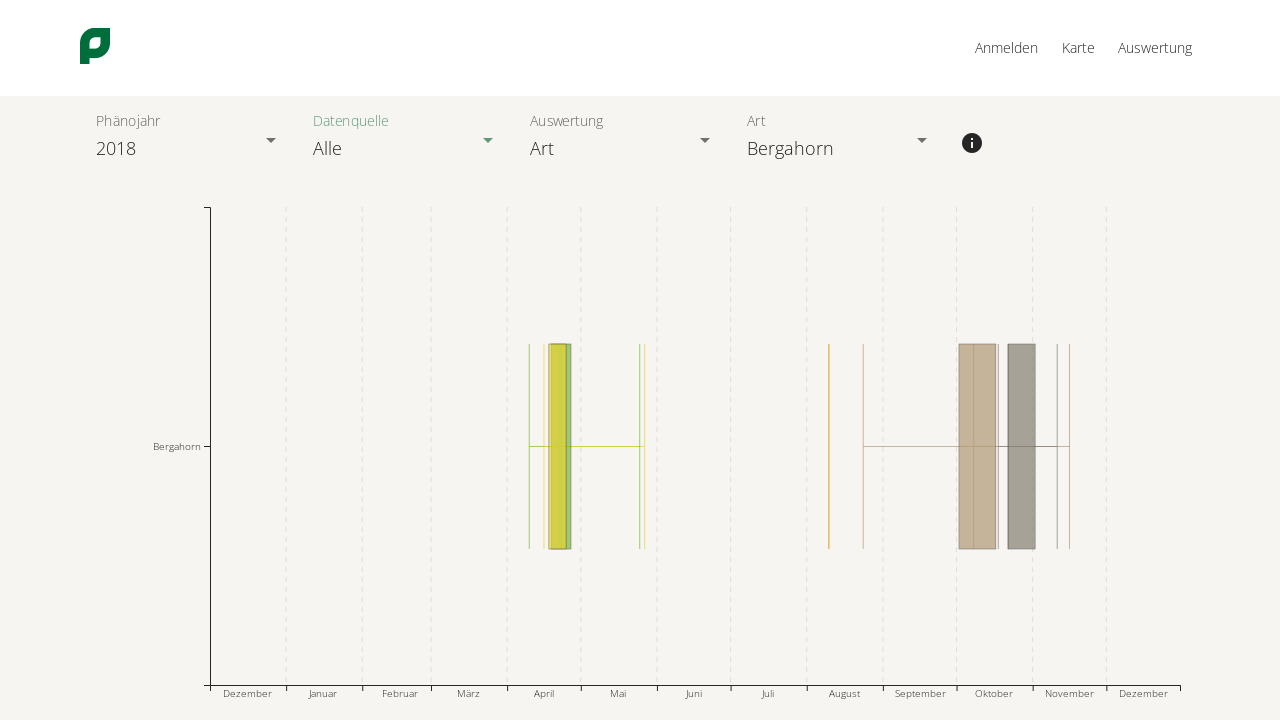 Anmelden Karte Auswertung
Phänojahr Datenquelle Auswertung Art
2018 Alle Art Bergahorn
Bergahorn
Dezember Januar Februar März April Mai Juni Juli August September Oktober November Dezember